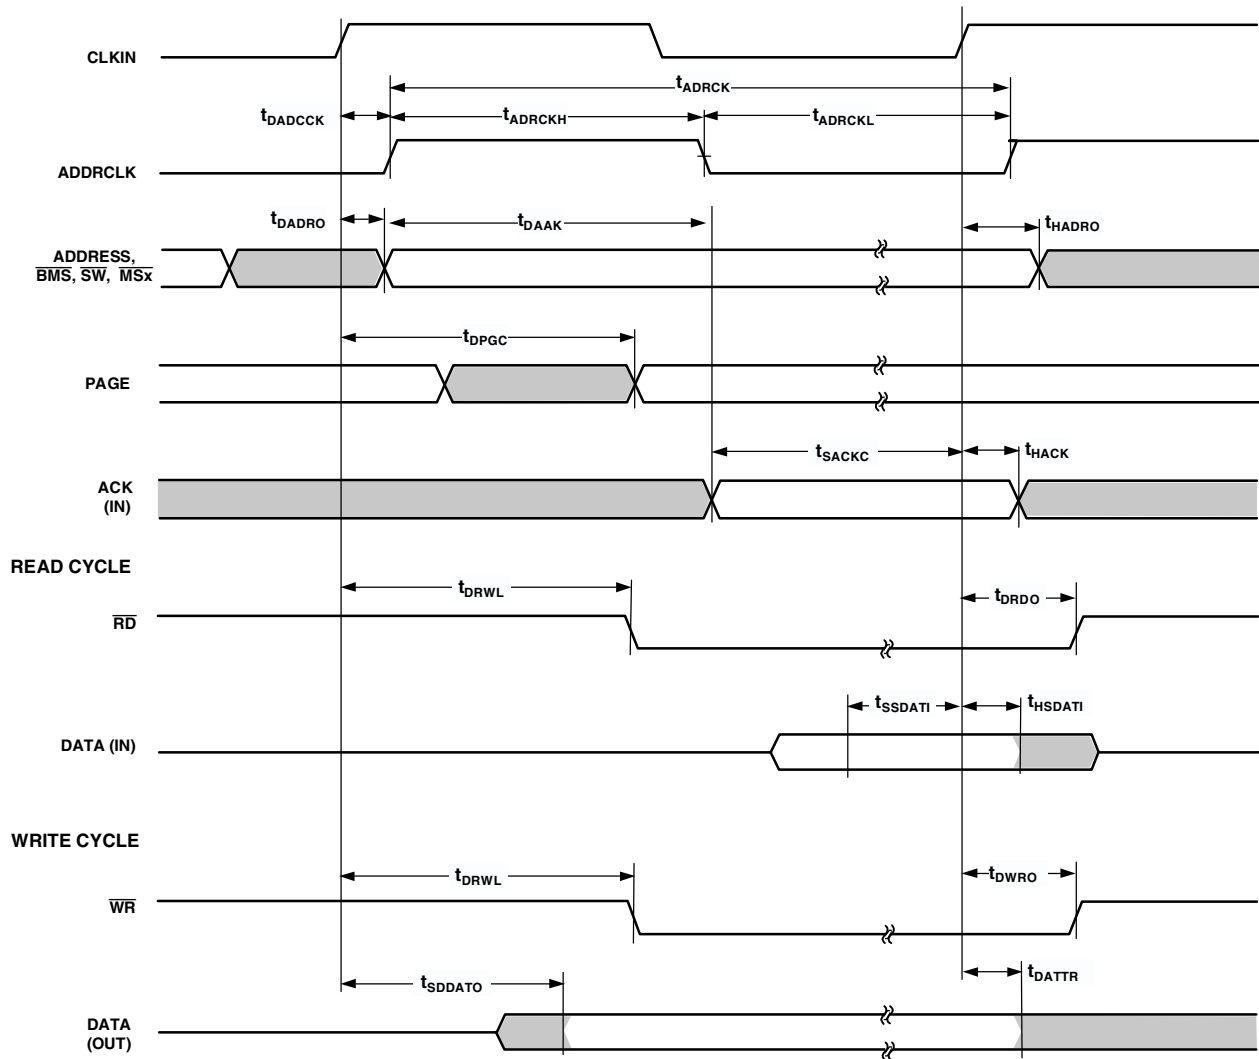 CLKIN
tADRCK
tDADCCK
tADRCKH
tADRCKL
ADDRCLK
tDADRO
tDAAK
tHADRO
ADDRESS,
BMS, SW, MSx
tDPGC
PAGE
tSACKC
tHACK
ACK
(IN)
READ CYCLE
tDRWL
tDRDO
RD
tSSDATI
tHSDATI
DATA (IN)
WRITE CYCLE
tDRWL
tDWRO
WR
tSDDATO
tDATTR
DATA
(OUT)